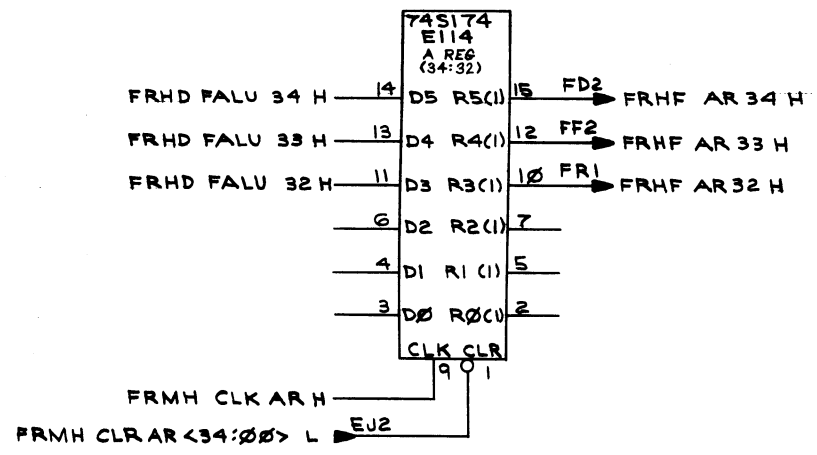 74S174
E114
A REG
(34:32)
FRHD FALU 34 H 14 D5 R5(1) 15 FD2 FRHF AR 34 H
FRHD FALU 33 H 13 D4 R4(1) 12 FF2 FRHF AR 33 H
FRHD FALU 32 H 11 D3 R3(1) 1Ø FR1 FRHF AR 32 H
6 D2 R2(1) 7
4 D1 R1(1) 5
3 DØ RØ(1) 2
CLK CLR
9 1
FRMH CLK AR H
FRMH CLR AR <34:ØØ> L EJ2